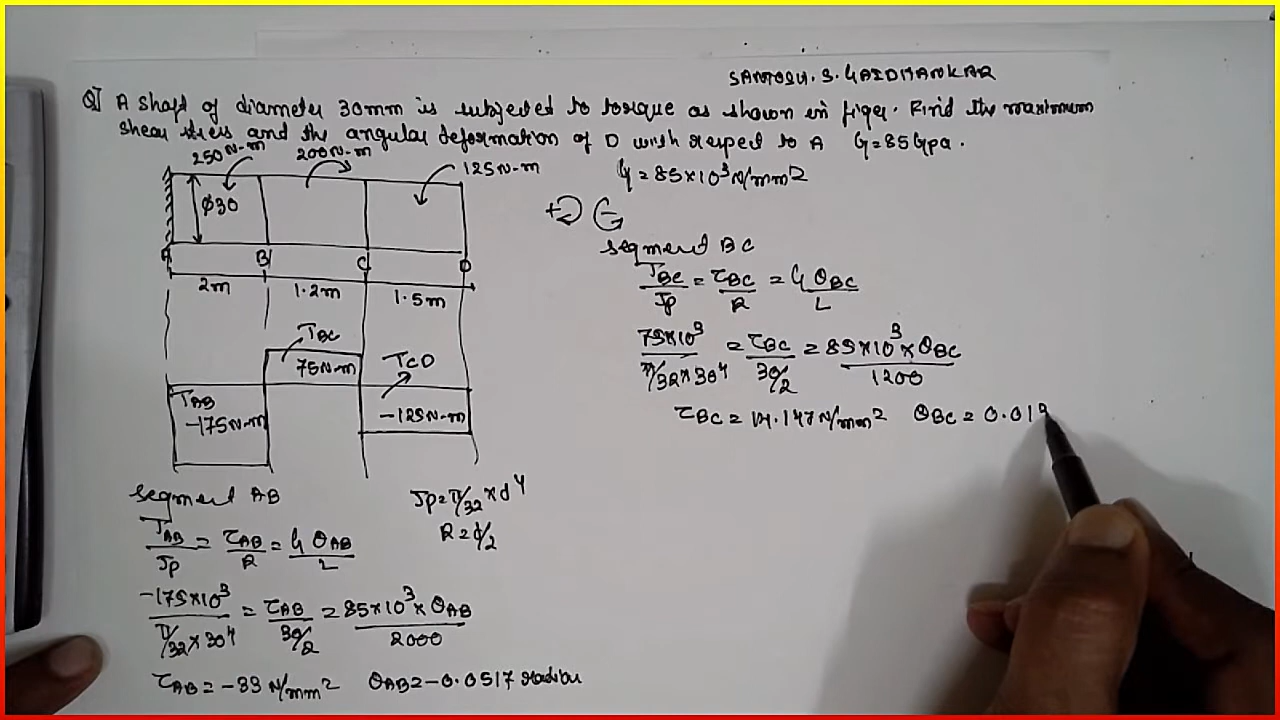 SANTOSH. S. GAIDHANKAR
Q] A shaft of diameter 30mm is subjected to torque as shown in figer. Find the maximum
shear stress and the angular deformation of D with respect to A G=85Gpa.
250N-m 200N-m 125N-m
G=85×10³N/mm²
ϕ30
A B C D
2m 1.2m 1.5m
TBC
75N-m
TCD
TAB
-175N-m
-125N-m
segment AB
Jp=π/32×d⁴
R=d/2
TAB/Jp = τAB/R = G θAB/L
-175×10³/π/32×30⁴ = τAB/30/2 = 85×10³×θAB/2000
τAB=-33N/mm² θAB=-0.0517 radian
+
-
segment BC
TBC/Jp = τBC/R = G θBC/L
75×10³/π/32×30⁴ = τBC/30/2 = 85×10³×θBC/1200
τBC=14.147N/mm² θBC=0.01